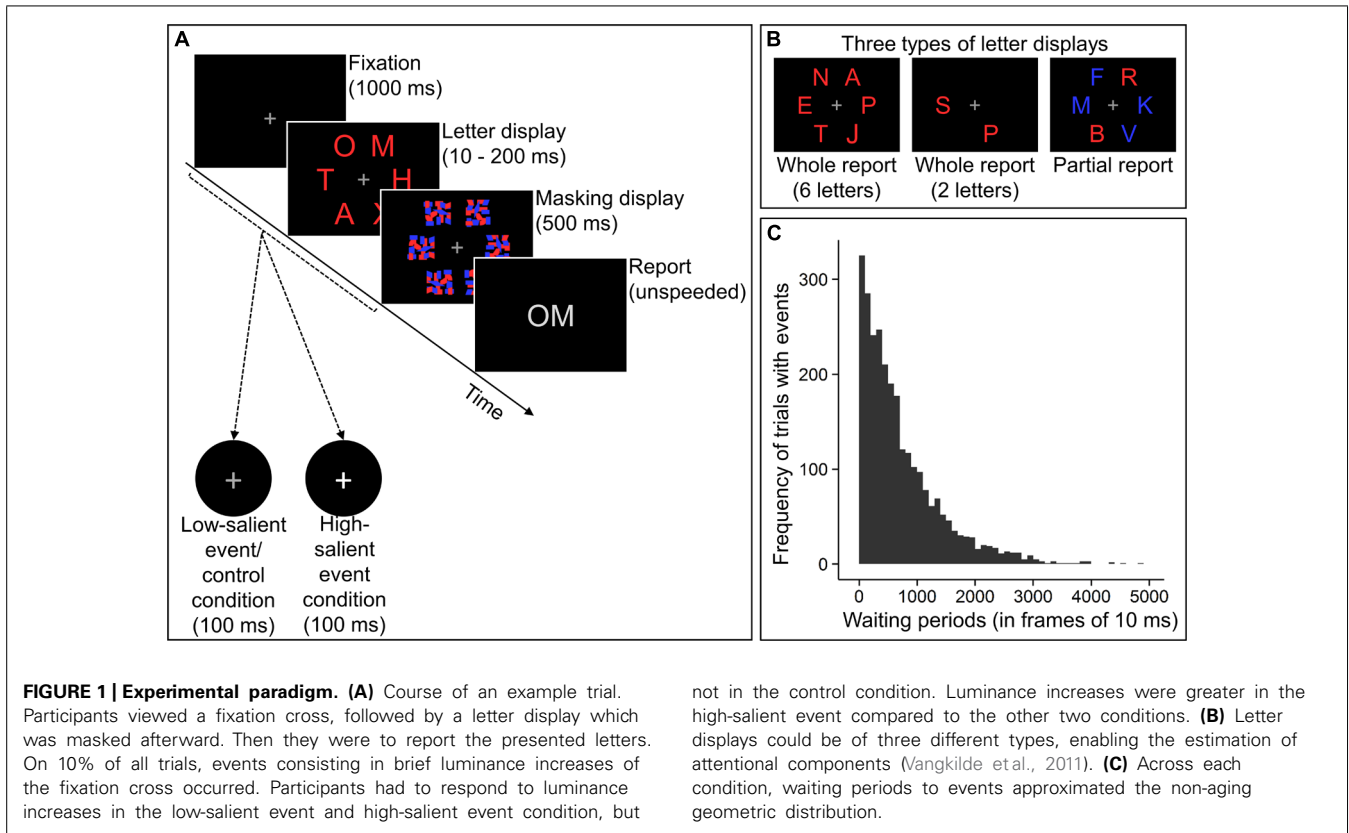 A
Fixation
(1000 ms)
Letter display
(10 - 200 ms)
O M
T + H
A
Masking display
(500 ms)
Report
(unspeeded)
OM
Time
Low-salient
event/
control
condition
(100 ms)
High-
salient
event
condition
(100 ms)
B
Three types of letter displays
N A
E + P
T J
Whole report
(6 letters)
S +
P
Whole report
(2 letters)
F R
M + K
B V
Partial report
C
Frequency of trials with events
300
200
100
0
0 1000 2000 3000 4000 5000
Waiting periods (in frames of 10 ms)
FIGURE 1 | Experimental paradigm. (A) Course of an example trial.
Participants viewed a fixation cross, followed by a letter display which
was masked afterward. Then they were to report the presented letters.
On 10% of all trials, events consisting in brief luminance increases of
the fixation cross occurred. Participants had to respond to luminance
increases in the low-salient event and high-salient event condition, but
not in the control condition. Luminance increases were greater in the
high-salient event compared to the other two conditions. (B) Letter
displays could be of three different types, enabling the estimation of
attentional components (Vangkilde et al., 2011). (C) Across each
condition, waiting periods to events approximated the non-aging
geometric distribution.